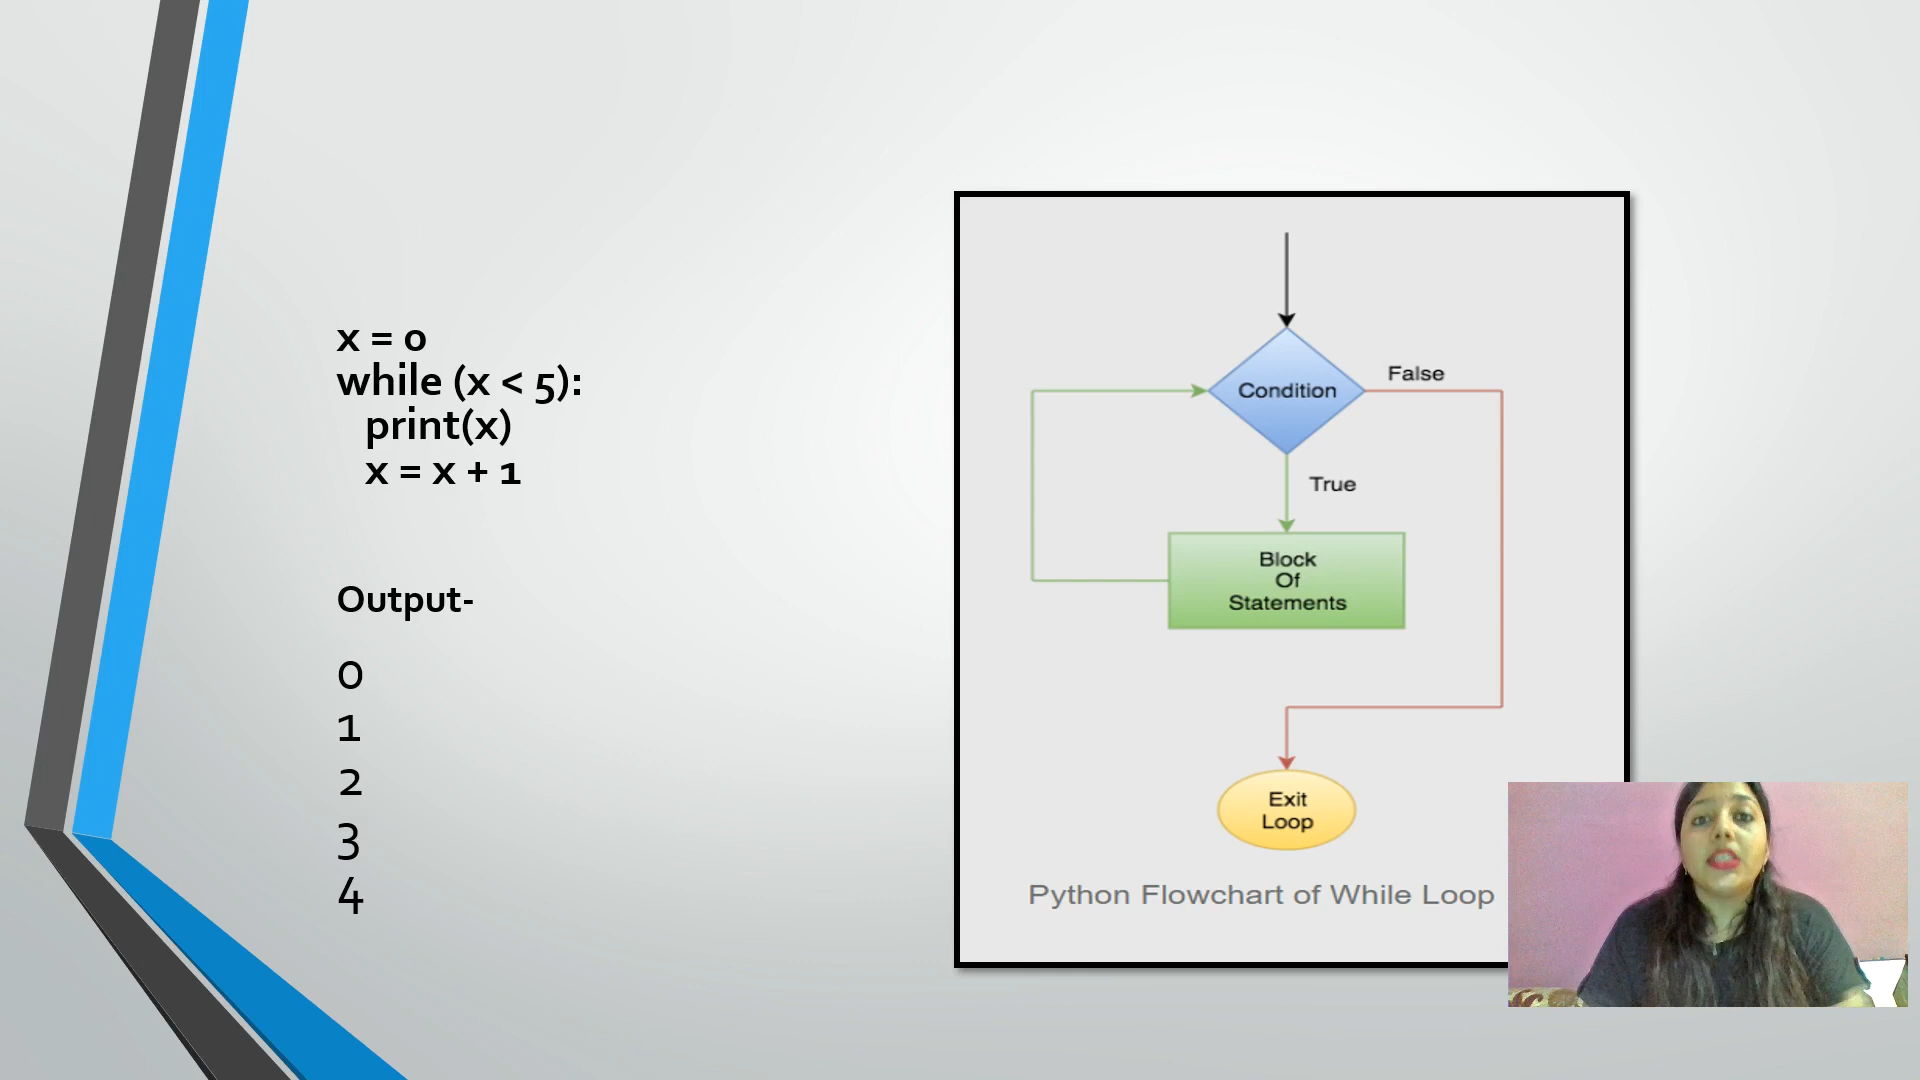 x = 0
while (x < 5):
print(x)
x = x + 1
Output-
0
1
2
3
4
Condition
False
True
Block
Of
Statements
Exit
Loop
Python Flowchart of While Loop